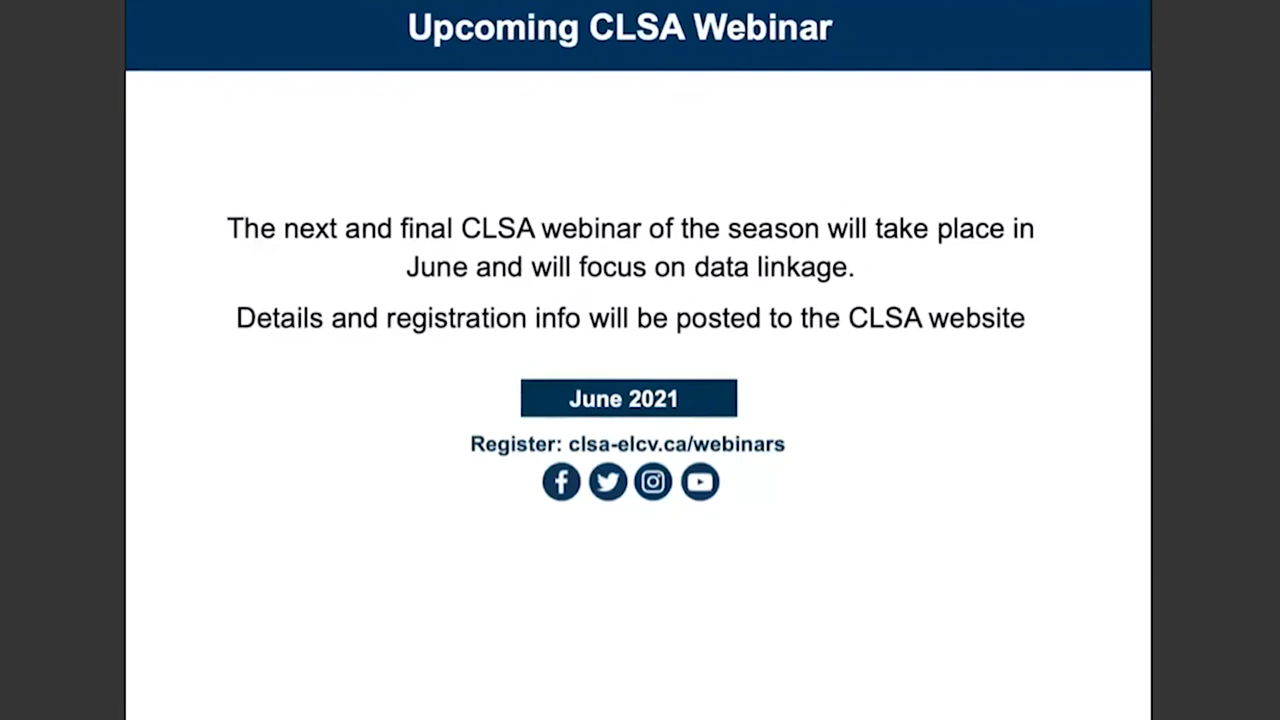 Upcoming CLSA Webinar
The next and final CLSA webinar of the season will take place in
June and will focus on data linkage.
Details and registration info will be posted to the CLSA website
June 2021
Register: clsa-elcv.ca/webinars